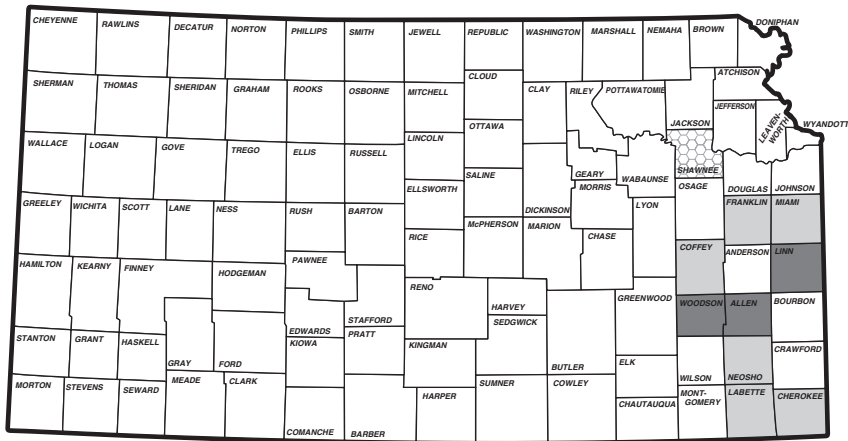 CHEYENNE
RAWLINS
DECATUR
NORTON
PHILLIPS
SMITH
JEWELL
REPUBLIC
WASHINGTON
MARSHALL
NEMAHA
BROWN
DONIPHAN
SHERMAN
THOMAS
SHERIDAN
GRAHAM
ROOKS
OSBORNE
MITCHELL
CLOUD
CLAY
RILEY
POTTAWATOMIE
JACKSON
ATCHISON
JEFFERSON
LEAVEN-
WORTH
WYANDOTT
LINCOLN
OTTAWA
WALLACE
LOGAN
GOVE
TREGO
ELLIS
RUSSELL
SALINE
GEARY
WABAUNSE
SHAWNEE
ELLSWORTH
DICKINSON
MORRIS
OSAGE
DOUGLAS
JOHNSON
GREELEY
WICHITA
SCOTT
LANE
NESS
RUSH
BARTON
RICE
McPHERSON
MARION
CHASE
LYON
FRANKLIN
MIAMI
HAMILTON
KEARNY
FINNEY
HODGEMAN
PAWNEE
COFFEY
ANDERSON
LINN
STAFFORD
RENO
HARVEY
GREENWOOD
WOODSON
ALLEN
BOURBON
EDWARDS
SEDGWICK
STANTON
GRANT
HASKELL
GRAY
FORD
KIOWA
PRATT
KINGMAN
BUTLER
ELK
WILSON
NEOSHO
CRAWFORD
MORTON
STEVENS
SEWARD
MEADE
CLARK
COMANCHE
BARBER
HARPER
SUMNER
COWLEY
CHAUTAUQUA
MONT-
GOMERY
LABETTE
CHEROKEE